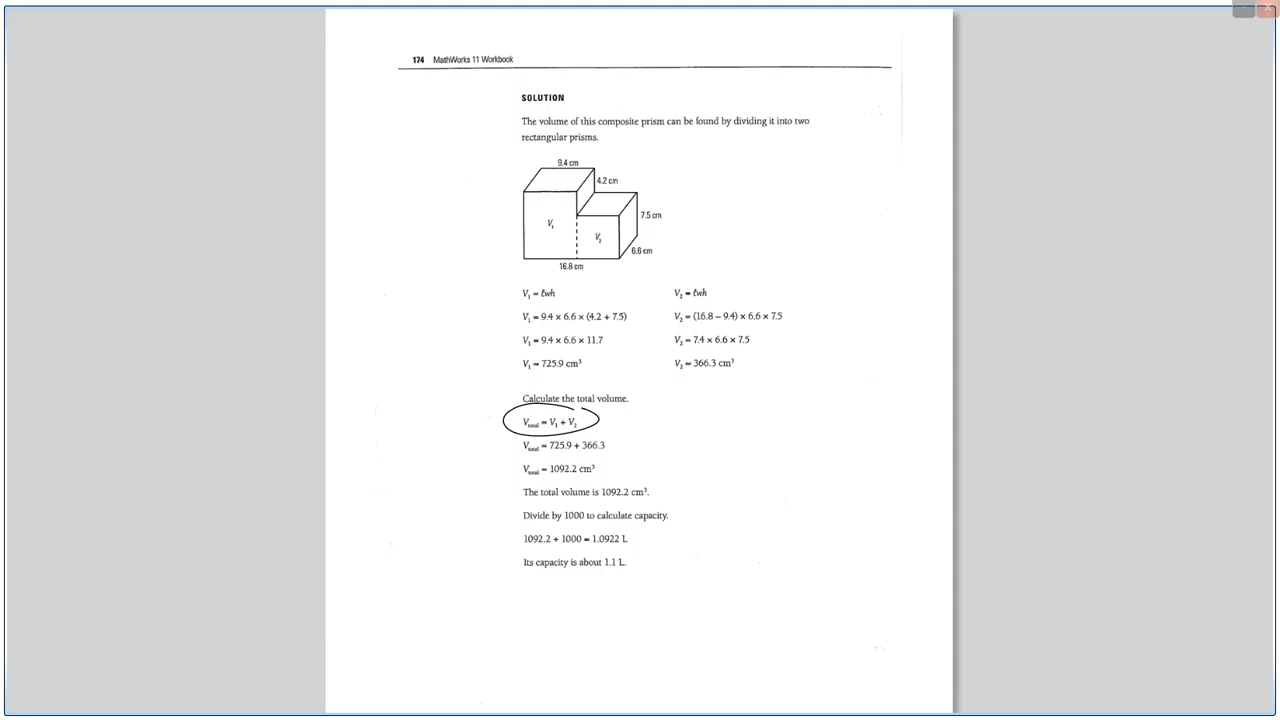 174 MathWorks 11 Workbook
SOLUTION
The volume of this composite prism can be found by dividing it into two
rectangular prisms.
9.4 cm
4.2 cm
7.5 cm
V₁
V₂
6.6 cm
16.8 cm
V₁ = ℓwh
V₁ = 9.4 × 6.6 × (4.2 + 7.5)
V₁ = 9.4 × 6.6 × 11.7
V₁ ≈ 725.9 cm³
V₂ = ℓwh
V₂ = (16.8 – 9.4) × 6.6 × 7.5
V₂ = 7.4 × 6.6 × 7.5
V₂ ≈ 366.3 cm³
Calculate the total volume.
V_total = V₁ + V₂
V_total = 725.9 + 366.3
V_total = 1092.2 cm³
The total volume is 1092.2 cm³.
Divide by 1000 to calculate capacity.
1092.2 ÷ 1000 = 1.0922 L
Its capacity is about 1.1 L.